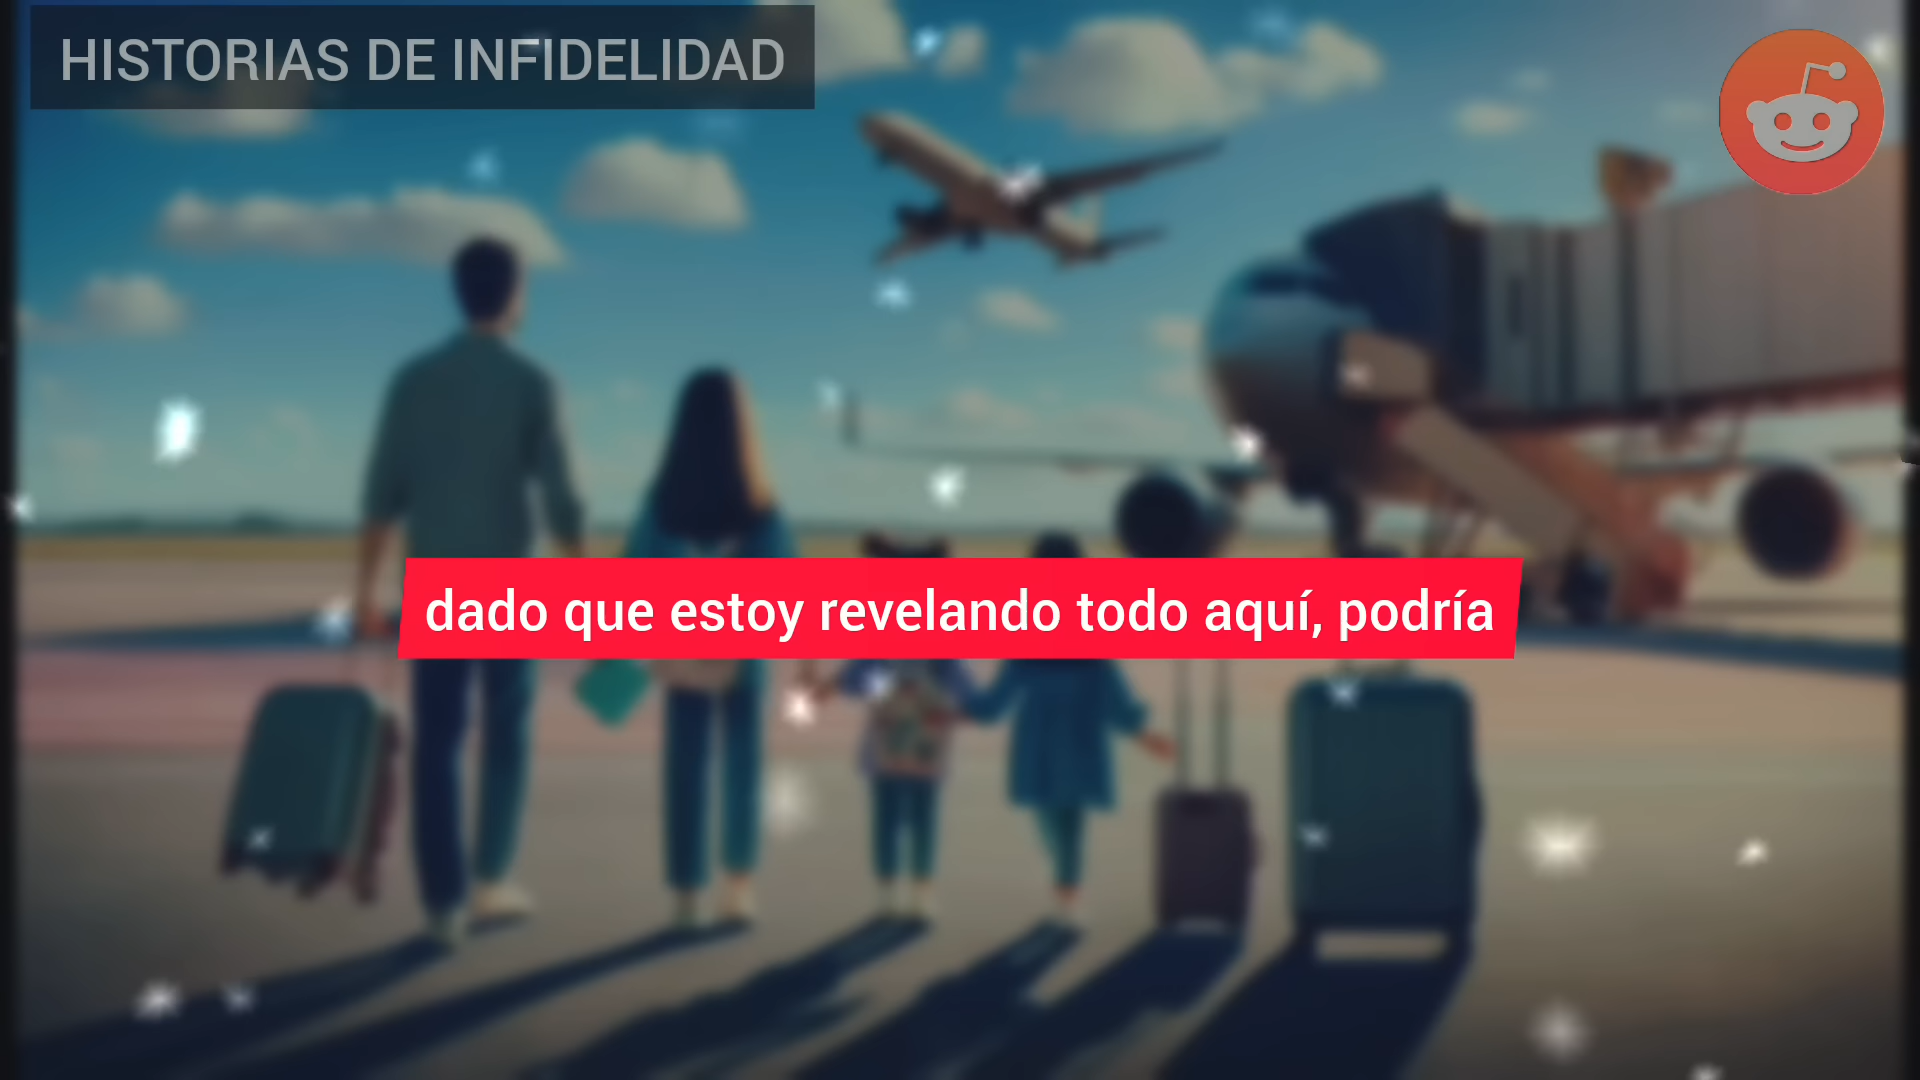 HISTORIAS DE INFIDELIDAD
dado que estoy revelando todo aquí, podría